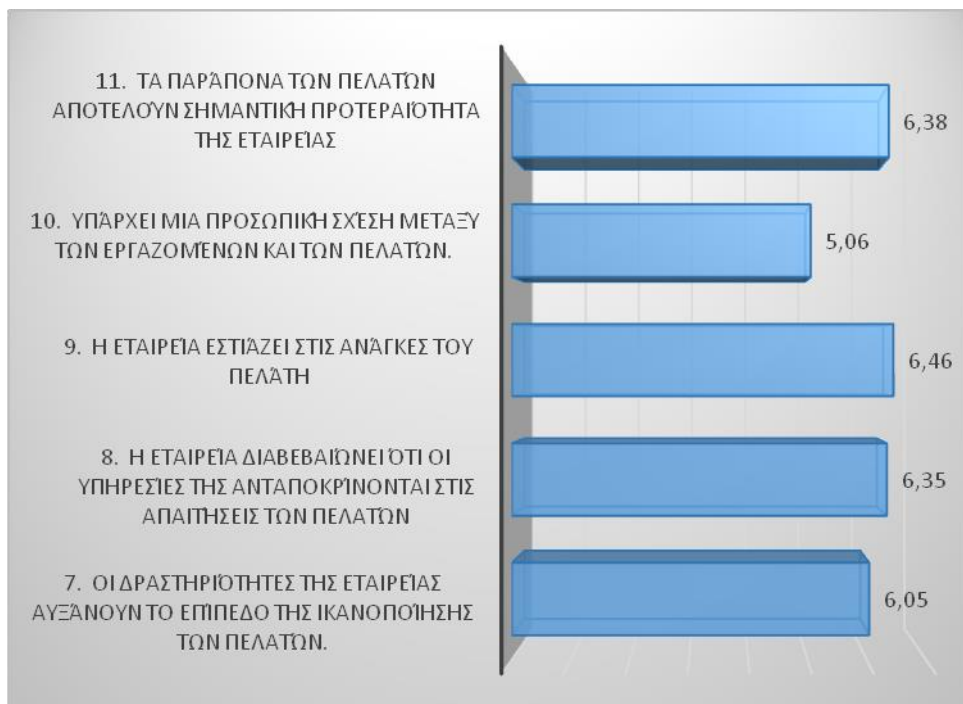 11. ΤΑ ΠΑΡΆΠΟΝΑ ΤΩΝ ΠΕΛΑΤΏΝ
ΑΠΟΤΕΛΟΎΝ ΣΗΜΑΝΤΙΚΉ ΠΡΟΤΕΡΑΙΌΤΗΤΑ
ΤΗΣ ΕΤΑΙΡΕΊΑΣ
6,38
10. ΥΠΆΡΧΕΙ ΜΙΑ ΠΡΟΣΩΠΙΚΉ ΣΧΈΣΗ ΜΕΤΑΞΎ
ΤΩΝ ΕΡΓΑΖΟΜΈΝΩΝ ΚΑΙ ΤΩΝ ΠΕΛΑΤΏΝ.
5,06
9. Η ΕΤΑΙΡΕΊΑ ΕΣΤΙΆΖΕΙ ΣΤΙΣ ΑΝΆΓΚΕΣ ΤΟΥ
ΠΕΛΆΤΗ
6,46
8. Η ΕΤΑΙΡΕΊΑ ΔΙΑΒΕΒΑΙΏΝΕΙ ΌΤΙ ΟΙ
ΥΠΗΡΕΣΊΕΣ ΤΗΣ ΑΝΤΑΠΟΚΡΊΝΟΝΤΑΙ ΣΤΙΣ
ΑΠΑΙΤΉΣΕΙΣ ΤΩΝ ΠΕΛΑΤΏΝ
6,35
7. ΟΙ ΔΡΑΣΤΗΡΙΌΤΗΤΕΣ ΤΗΣ ΕΤΑΙΡΕΊΑΣ
ΑΥΞΆΝΟΥΝ ΤΟ ΕΠΊΠΕΔΟ ΤΗΣ ΙΚΑΝΟΠΟΊΗΣΗΣ
ΤΩΝ ΠΕΛΑΤΏΝ.
6,05